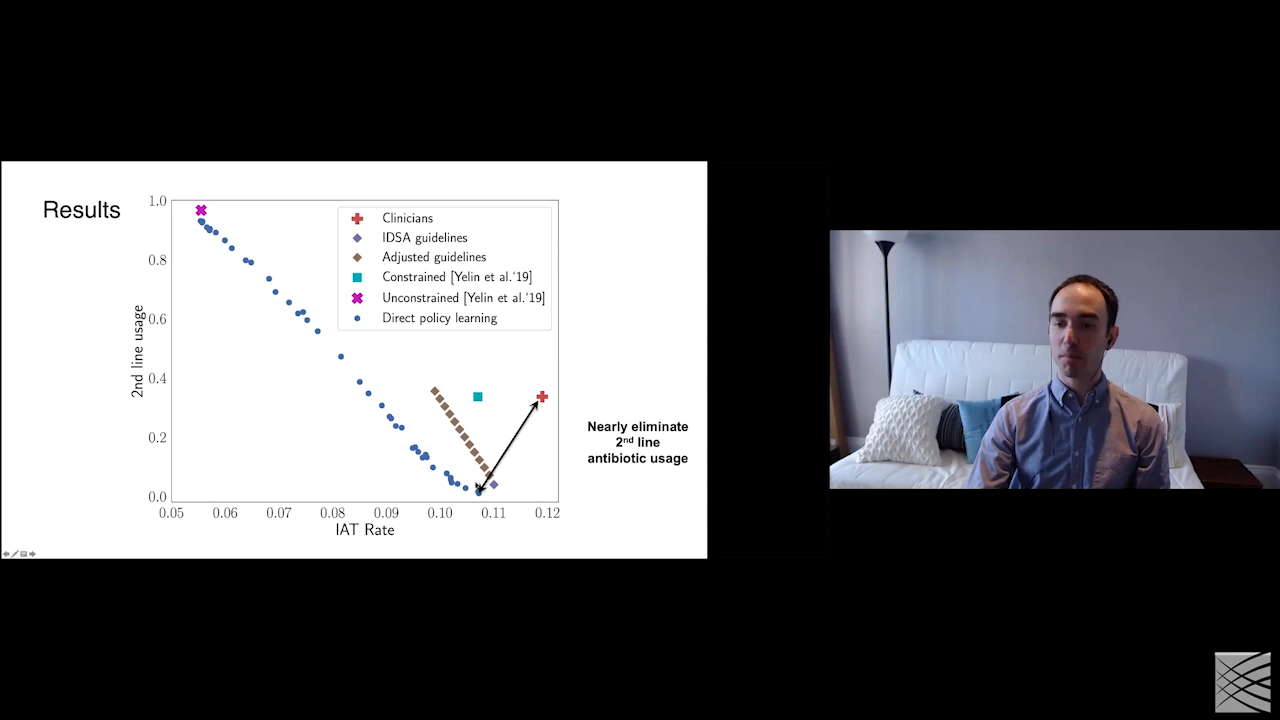 Results
1.0
0.8
0.6
0.4
0.2
0.0
2nd line usage
0.05 0.06 0.07 0.08 0.09 0.10 0.11 0.12
IAT Rate
Clinicians
IDSA guidelines
Adjusted guidelines
Constrained [Yelin et al.'19]
Unconstrained [Yelin et al.'19]
Direct policy learning
Nearly eliminate
2nd line
antibiotic usage